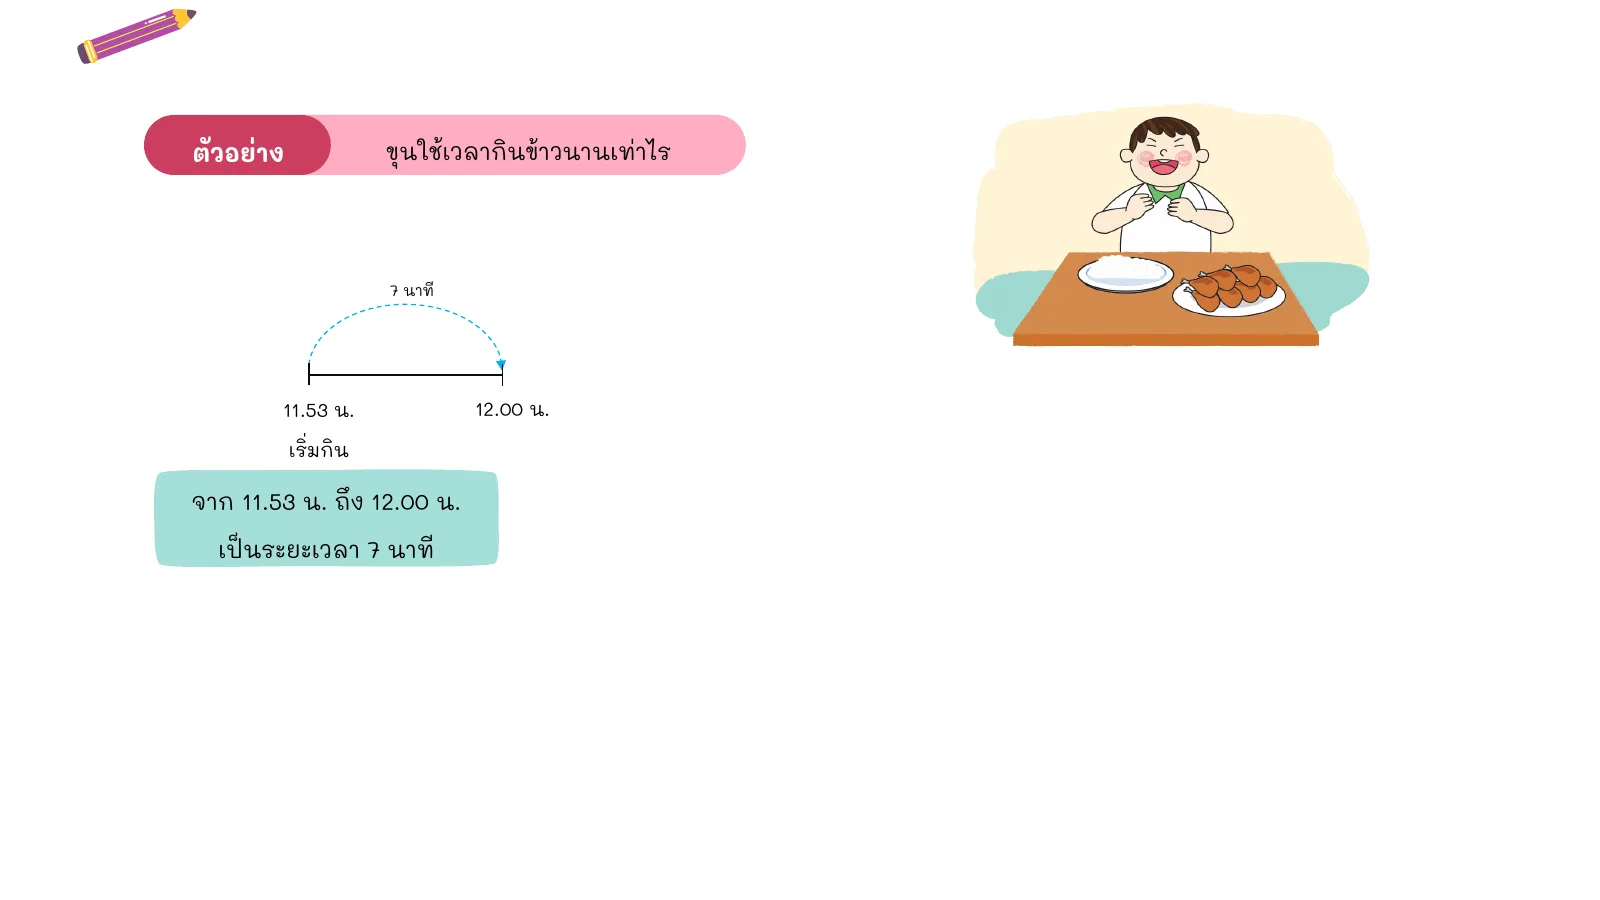 ตัวอย่าง ขุนใช้เวลากินข้าวนานเท่าไร
7 นาที
11.53 น. 12.00 น.
เริ่มกิน
จาก 11.53 น. ถึง 12.00 น.
เป็นระยะเวลา 7 นาที